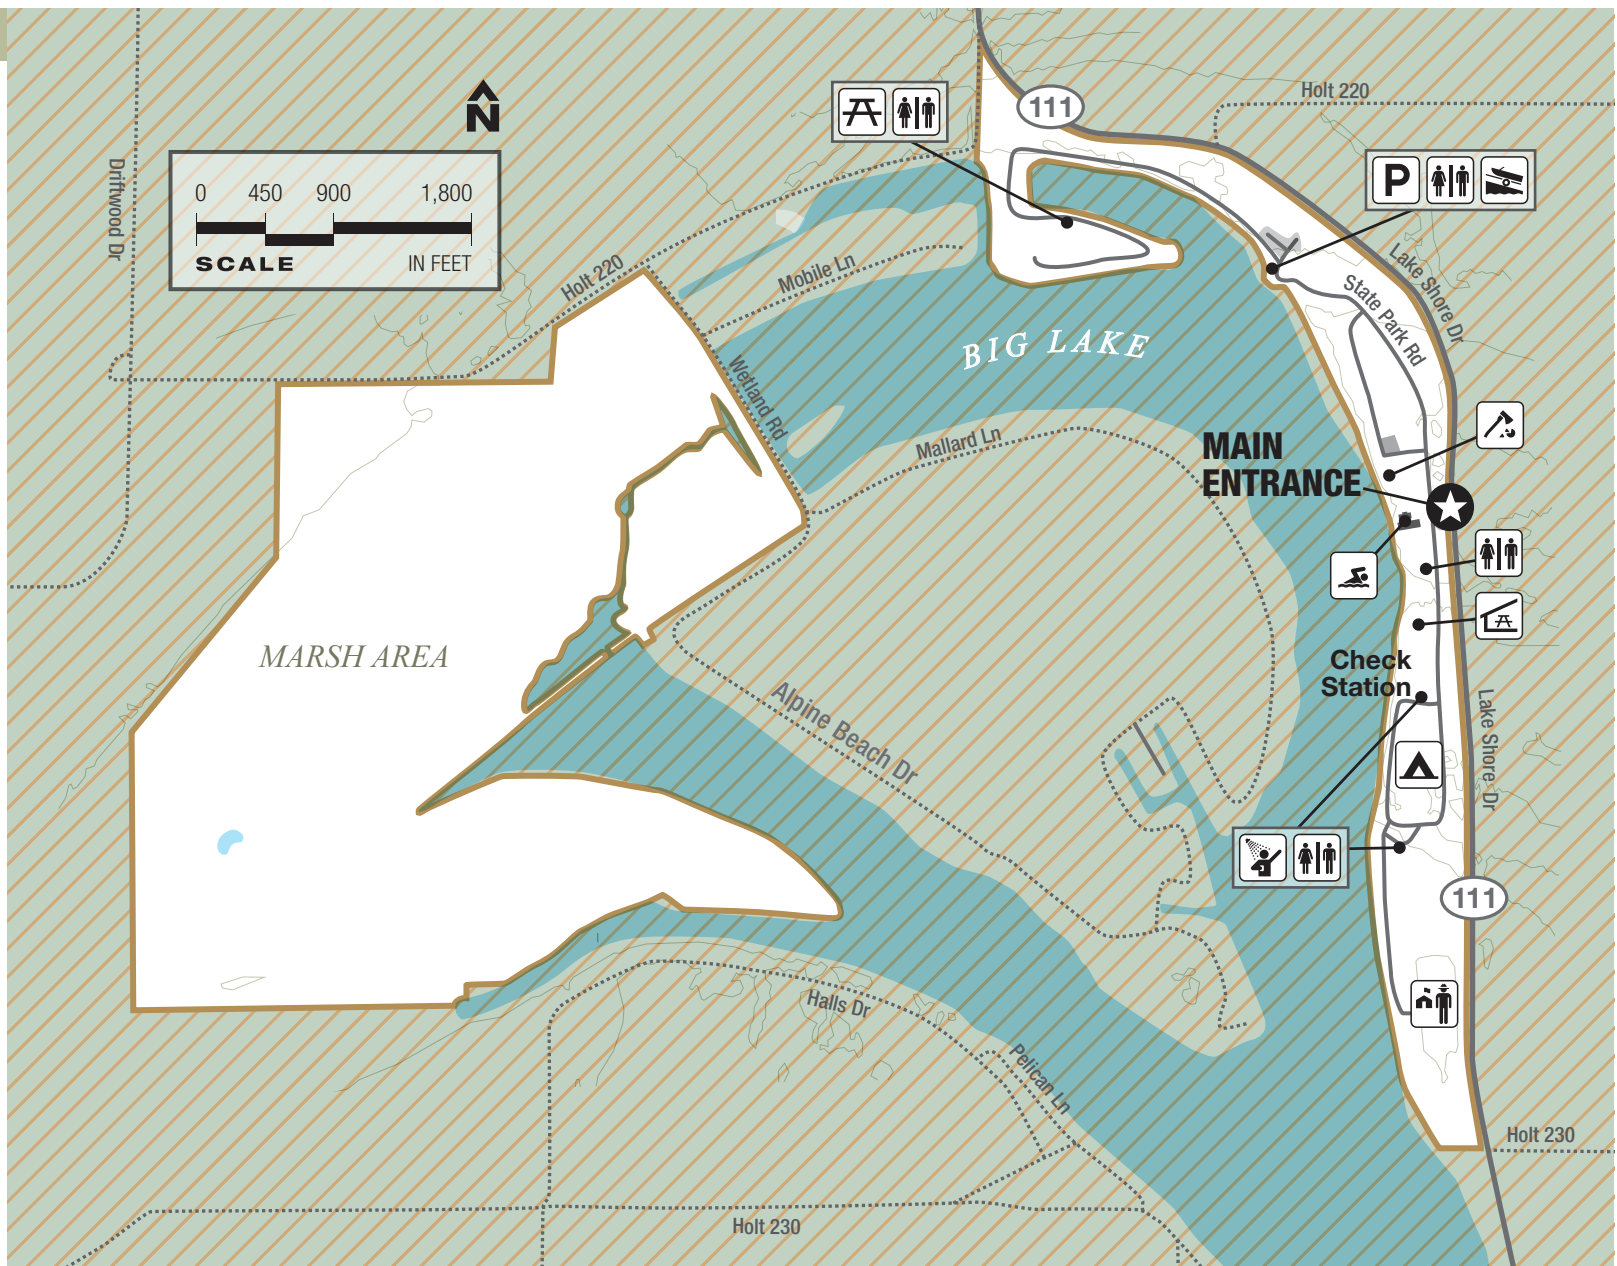 N
0 450 900 1,800
SCALE IN FEET
Driftwood Dr
Holt 220
Mobile Ln
Wetland Rd
BIG LAKE
Mallard Ln
111
Holt 220
P
Lake Shore Dr
State Park Rd
MAIN
ENTRANCE
MARSH AREA
Check
Station
Alpine Beach Dr
Lake Shore Dr
111
Halls Dr
Pelican Ln
Holt 230
Holt 230